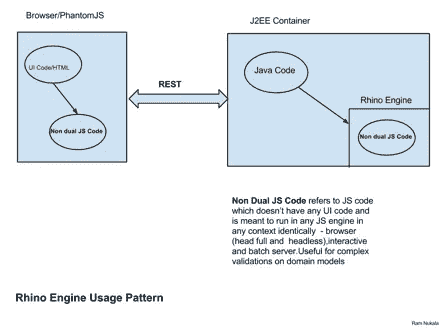 Browser/PhantomJS
J2EE Container
UI Code/HTML
Non dual JS Code
REST
Java Code
Rhino Engine
Non dual JS Code
Non Dual JS Code refers to JS code
which doesn't have any UI code and
is meant to run in any JS engine in
any context identically - browser
(head full and headless),interactive
and batch server.Useful for complex
validations on domain models
Rhino Engine Usage Pattern
Ram Nukala